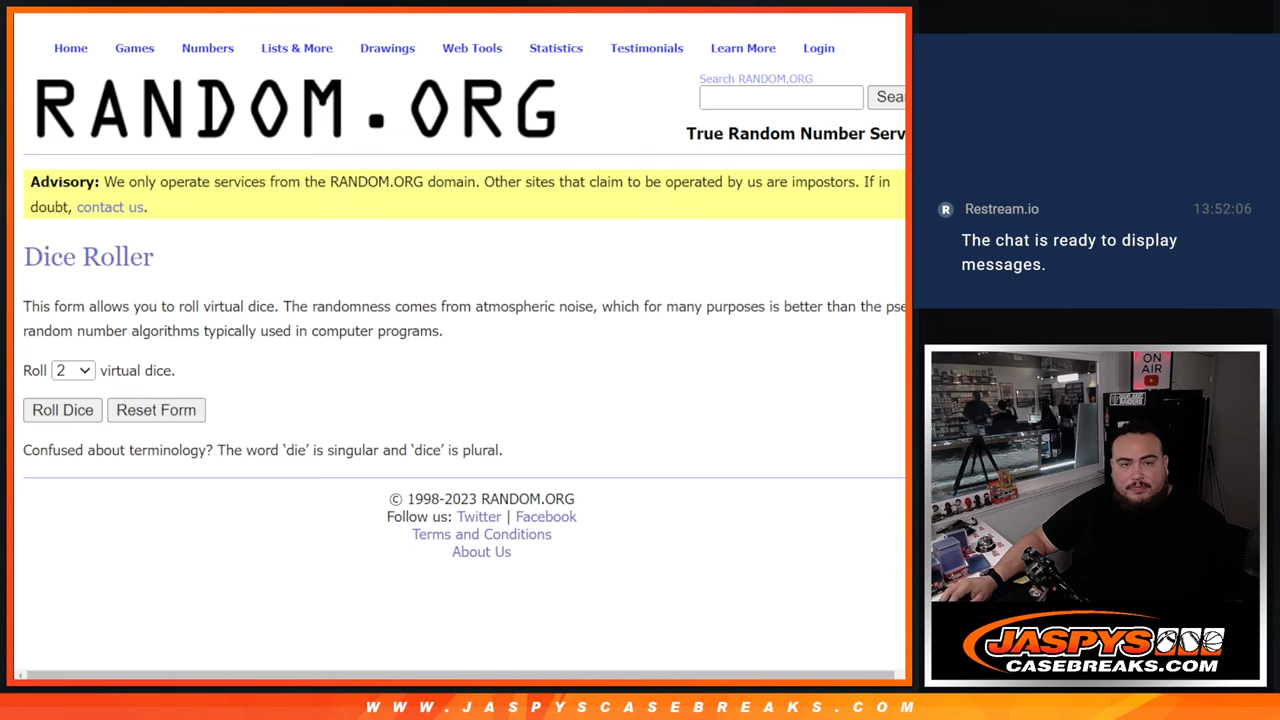 Home Games Numbers Lists & More Drawings Web Tools Statistics Testimonials Learn More Login
RANDOM.ORG
Search RANDOM.ORG
Sear
True Random Number Serv
Advisory: We only operate services from the RANDOM.ORG domain. Other sites that claim to be operated by us are impostors. If in
doubt, contact us.
Dice Roller
This form allows you to roll virtual dice. The randomness comes from atmospheric noise, which for many purposes is better than the pse
random number algorithms typically used in computer programs.
Roll 2 virtual dice.
Roll Dice Reset Form
Confused about terminology? The word ‘die’ is singular and ‘dice’ is plural.
© 1998-2023 RANDOM.ORG
Follow us: Twitter | Facebook
Terms and Conditions
About Us
R Restream.io 13:52:06
The chat is ready to display
messages.
ON
AIR
JASPYS
CASEBREAKS.COM
WWW.JASPYSCASEBREAKS.COM